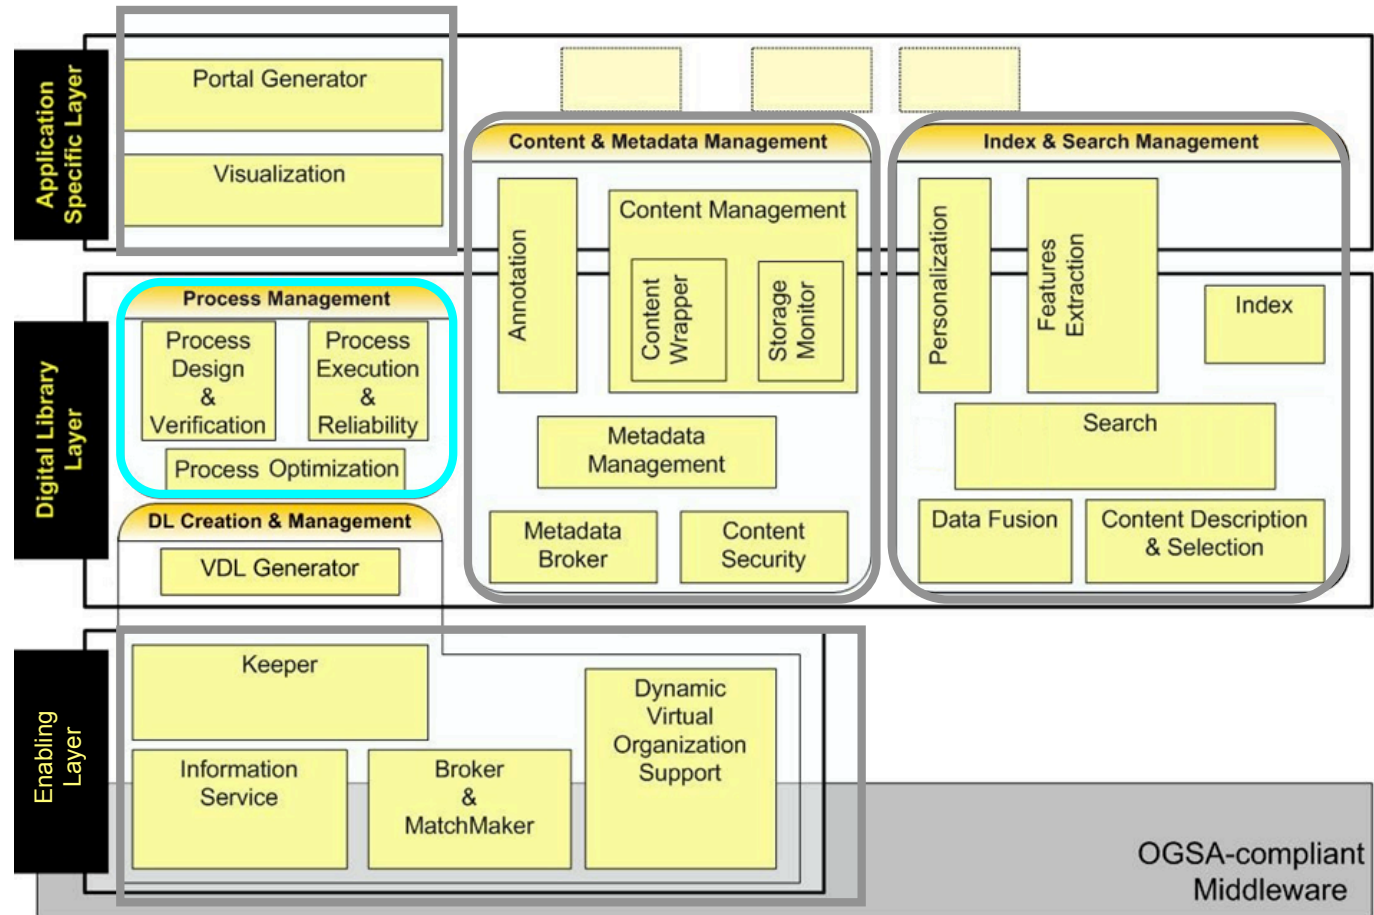 Application
Specific Layer
Portal Generator
Visualization
Content & Metadata Management
Annotation
Content Management
Content
Wrapper
Storage
Monitor
Metadata
Management
Metadata
Broker
Content
Security
Index & Search Management
Personalization
Features
Extraction
Index
Search
Data Fusion
Content Description
& Selection
Digital Library
Layer
Process Management
Process
Design
&
Verification
Process
Execution
&
Reliability
Process Optimization
DL Creation & Management
VDL Generator
Enabling
Layer
Keeper
Information
Service
Broker
&
MatchMaker
Dynamic
Virtual
Organization
Support
OGSA-compliant
Middleware